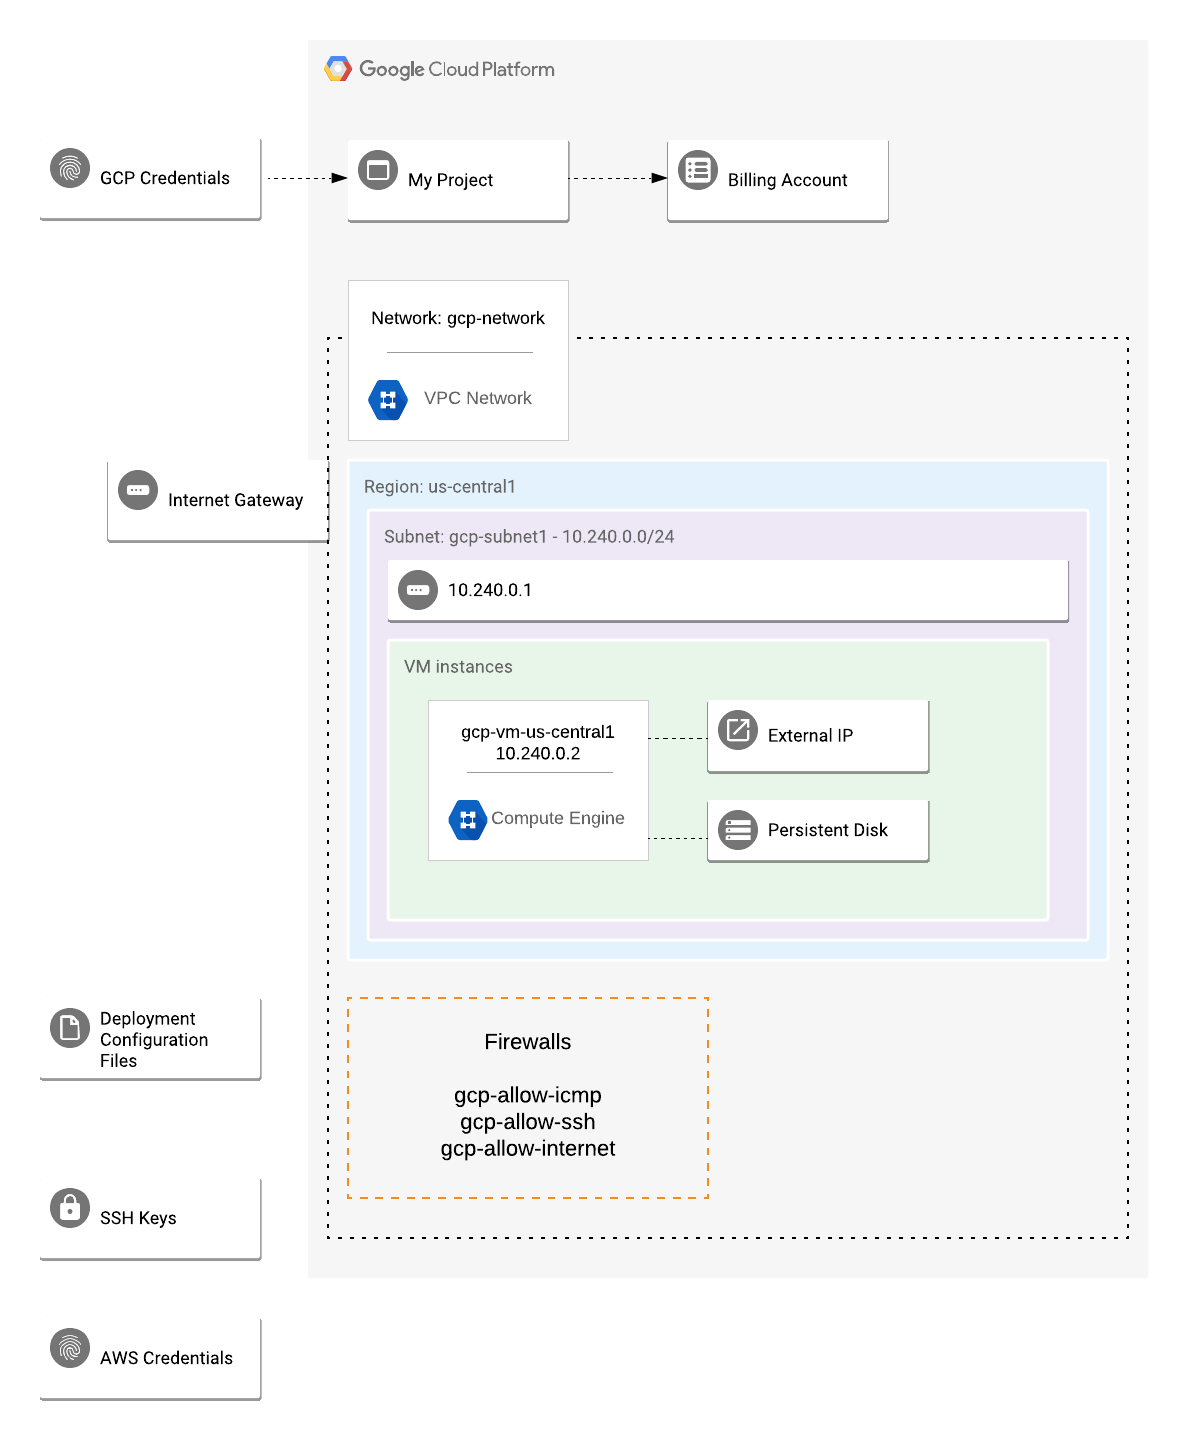 Google Cloud Platform
GCP Credentials
My Project
Billing Account
Network: gcp-network
VPC Network
Internet Gateway
Region: us-central1
Subnet: gcp-subnet1 - 10.240.0.0/24
10.240.0.1
VM instances
gcp-vm-us-central1
10.240.0.2
Compute Engine
External IP
Persistent Disk
Deployment
Configuration
Files
Firewalls
gcp-allow-icmp
gcp-allow-ssh
gcp-allow-internet
SSH Keys
AWS Credentials